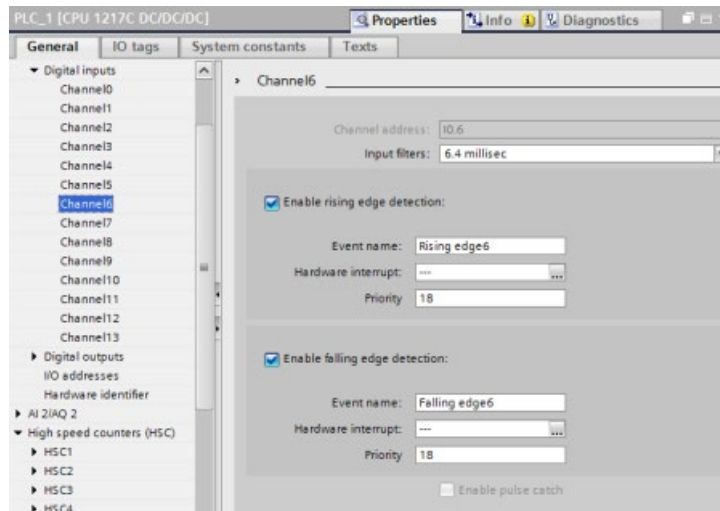 PLC_1 [CPU 1217C DC/DC/DC]
Properties
Info
Diagnostics
General
IO tags
System constants
Texts
Digital inputs
Channel0
Channel1
Channel2
Channel3
Channel4
Channel5
Channel6
Channel7
Channel8
Channel9
Channel10
Channel11
Channel12
Channel13
Digital outputs
I/O addresses
Hardware identifier
AI 2/AQ 2
High speed counters (HSC)
HSC1
HSC2
HSC3
HSC4
Channel6
Channel address: I0.6
Input filters: 6.4 millisec
Enable rising edge detection:
Event name: Rising edge6
Hardware interrupt: --- ...
Priority 18
Enable falling edge detection:
Event name: Falling edge6
Hardware interrupt: --- ...
Priority 18
Enable pulse catch